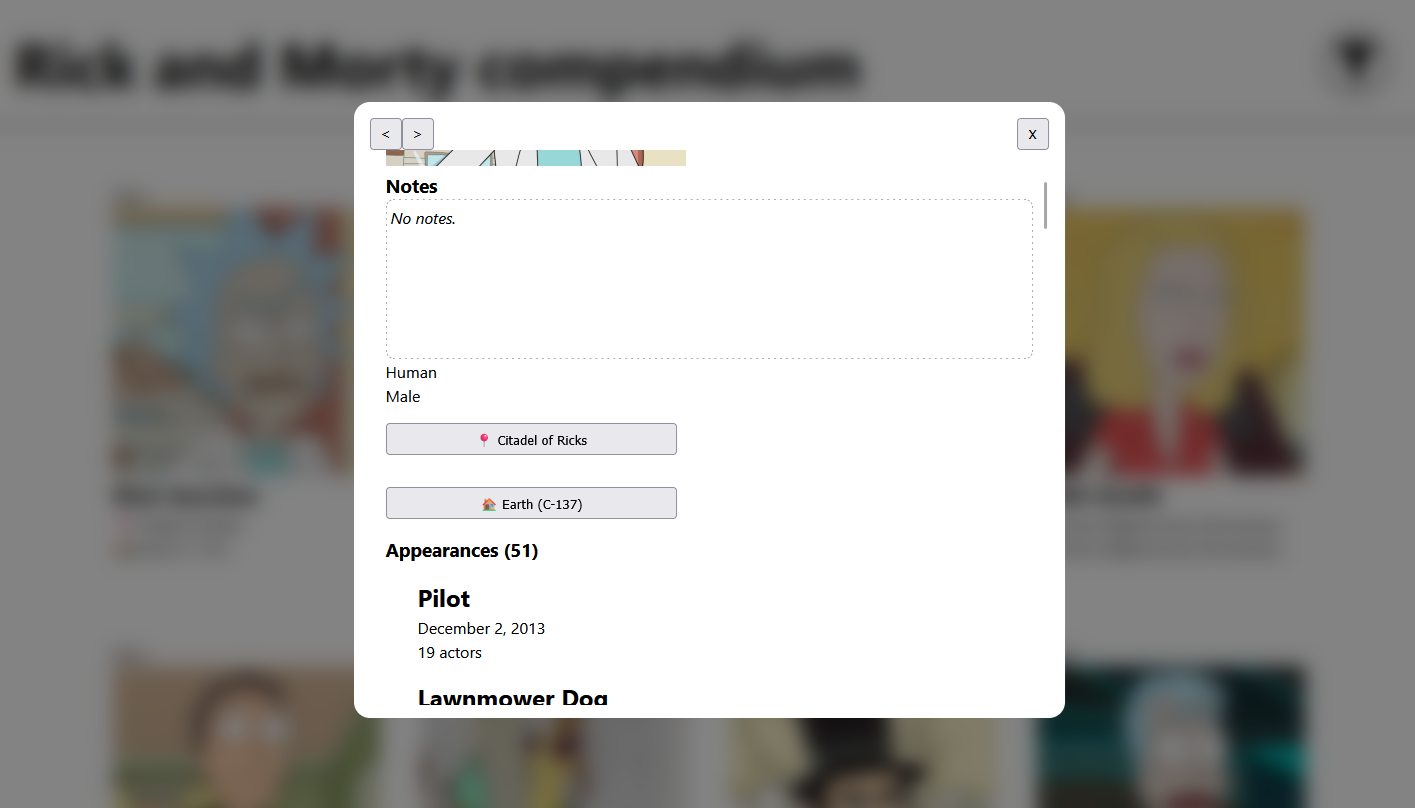 Rick and Morty compendium
<
>
X
Notes
No notes.
Human
Male
📍 Citadel of Ricks
🏠 Earth (C-137)
Appearances (51)
Pilot
December 2, 2013
19 actors
Lawnmower Dog